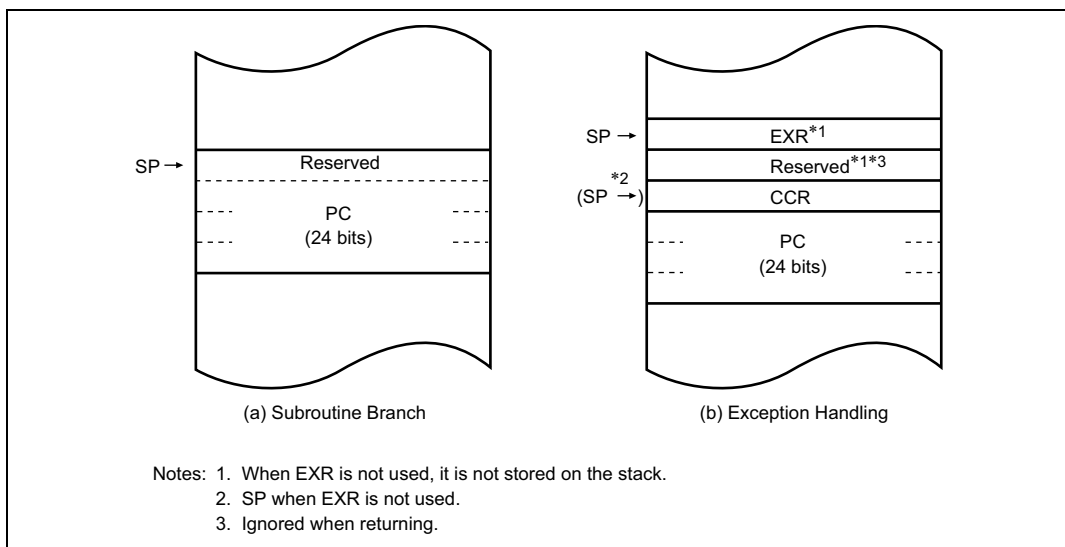 SP →
Reserved
PC
(24 bits)
(a) Subroutine Branch
SP →
EXR*1
Reserved*1*3
*2
(SP →)
CCR
PC
(24 bits)
(b) Exception Handling
Notes: 1. When EXR is not used, it is not stored on the stack.
2. SP when EXR is not used.
3. Ignored when returning.